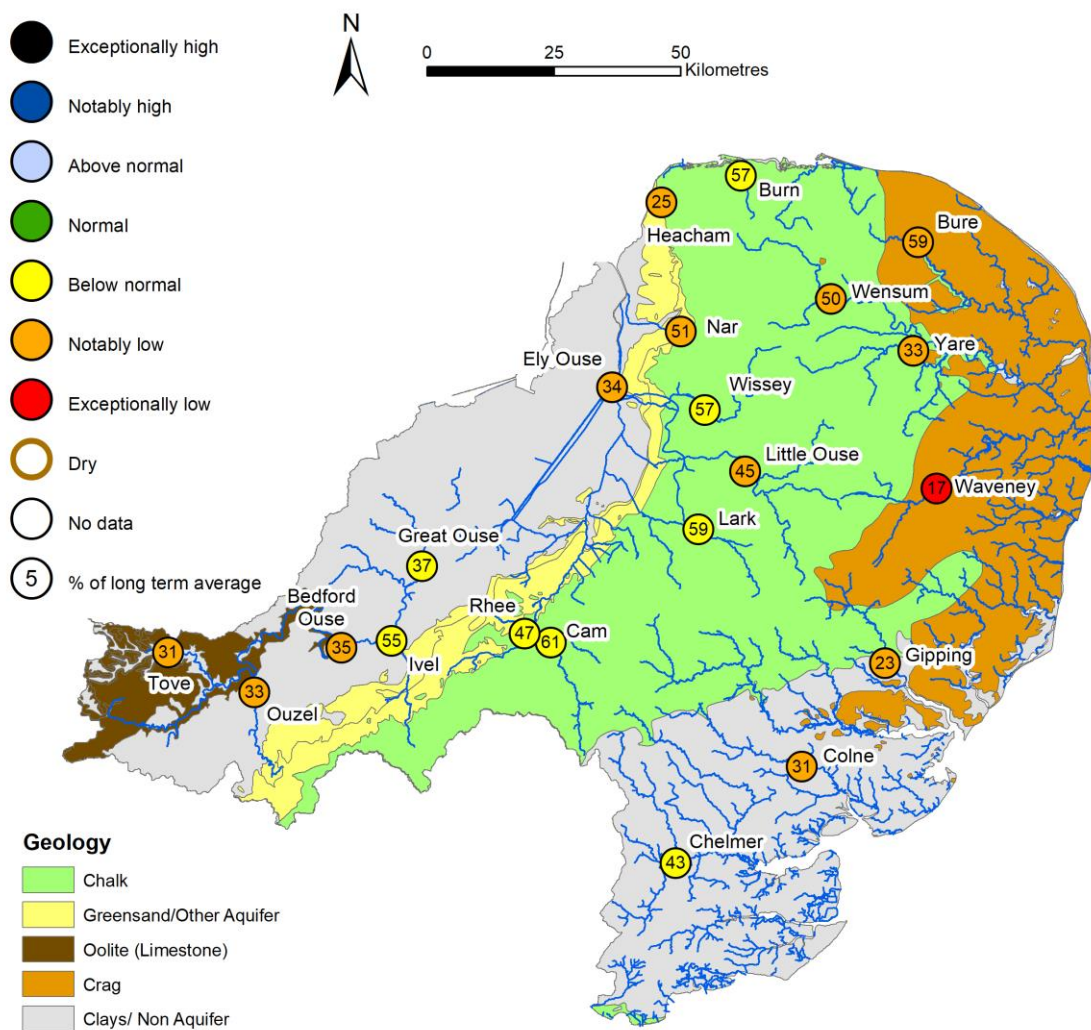 Exceptionally high
Notably high
Above normal
Normal
Below normal
Notably low
Exceptionally low
Dry
No data
5 % of long term average
N
0 25 50
Kilometres
57
Burn
25
Heacham
59
Bure
50
Wensum
51
Nar
33
Yare
Ely Ouse
34
Wissey
57
Little Ouse
45
17
Waveney
Lark
59
Great Ouse
37
Bedford
Ouse
35
55
Ivel
Rhee
47
61
Cam
31
Tove
33
Ouzel
Gipping
23
Colne
31
Chelmer
43
Geology
Chalk
Greensand/Other Aquifer
Oolite (Limestone)
Crag
Clays/ Non Aquifer